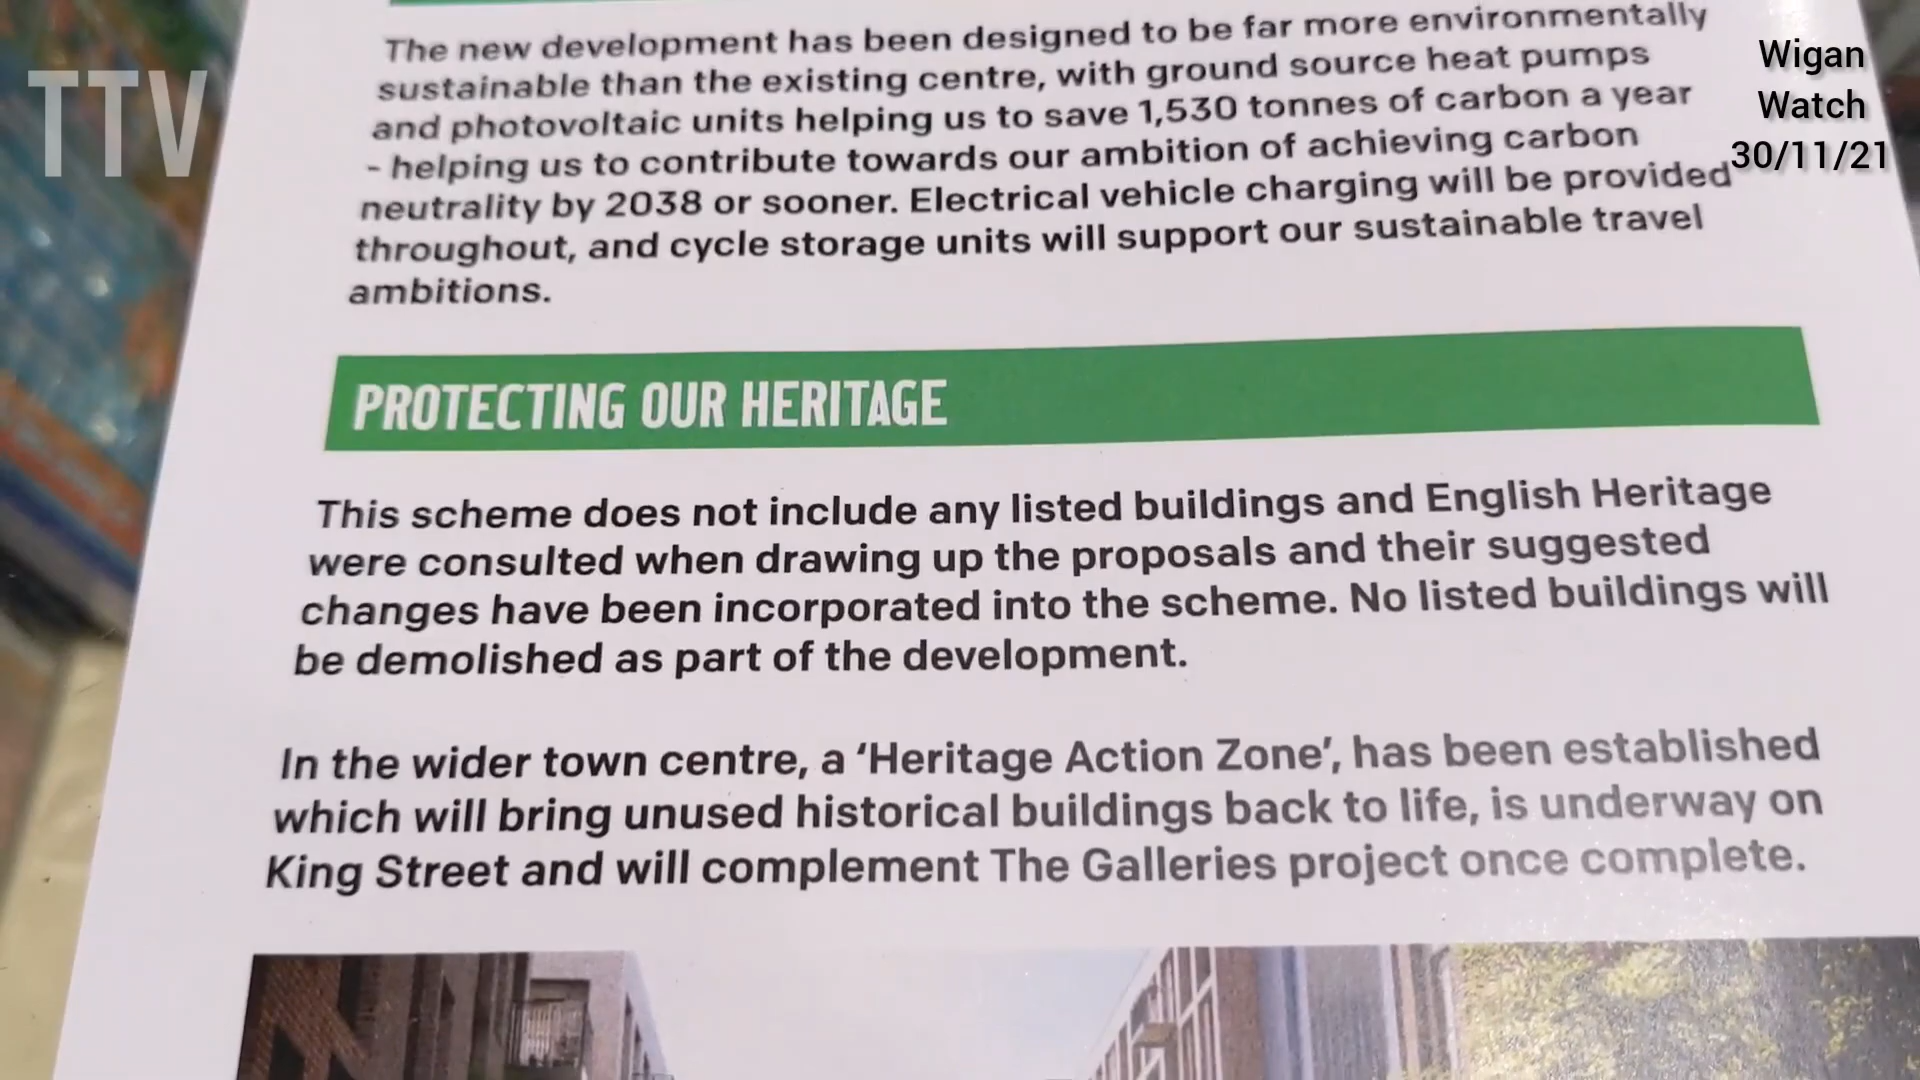 TTV
Wigan
Watch
30/11/21
The new development has been designed to be far more environmentally
sustainable than the existing centre, with ground source heat pumps
and photovoltaic units helping us to save 1,530 tonnes of carbon a year
- helping us to contribute towards our ambition of achieving carbon
neutrality by 2038 or sooner. Electrical vehicle charging will be provided
throughout, and cycle storage units will support our sustainable travel
ambitions.
PROTECTING OUR HERITAGE
This scheme does not include any listed buildings and English Heritage
were consulted when drawing up the proposals and their suggested
changes have been incorporated into the scheme. No listed buildings will
be demolished as part of the development.
In the wider town centre, a ‘Heritage Action Zone’, has been established
which will bring unused historical buildings back to life, is underway on
King Street and will complement The Galleries project once complete.